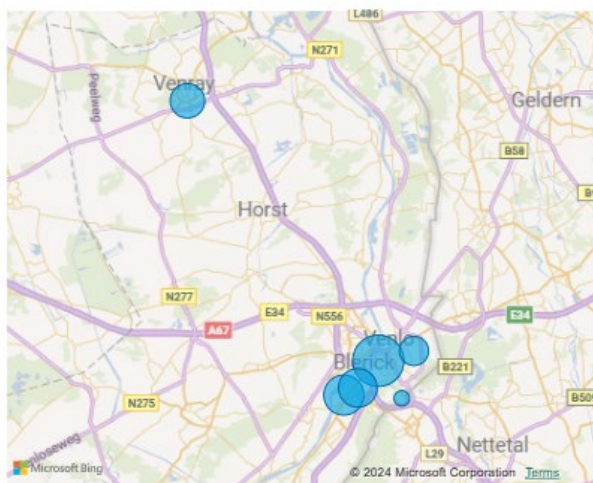 L486
N271
Venray
Peelweg
Geldern
B58
Horst
N277
E34
N556
E34
A67
Venlo
Blerick
B221
N275
B509
Nettetal
L29
Microsoft Bing
© 2024 Microsoft Corporation Terms